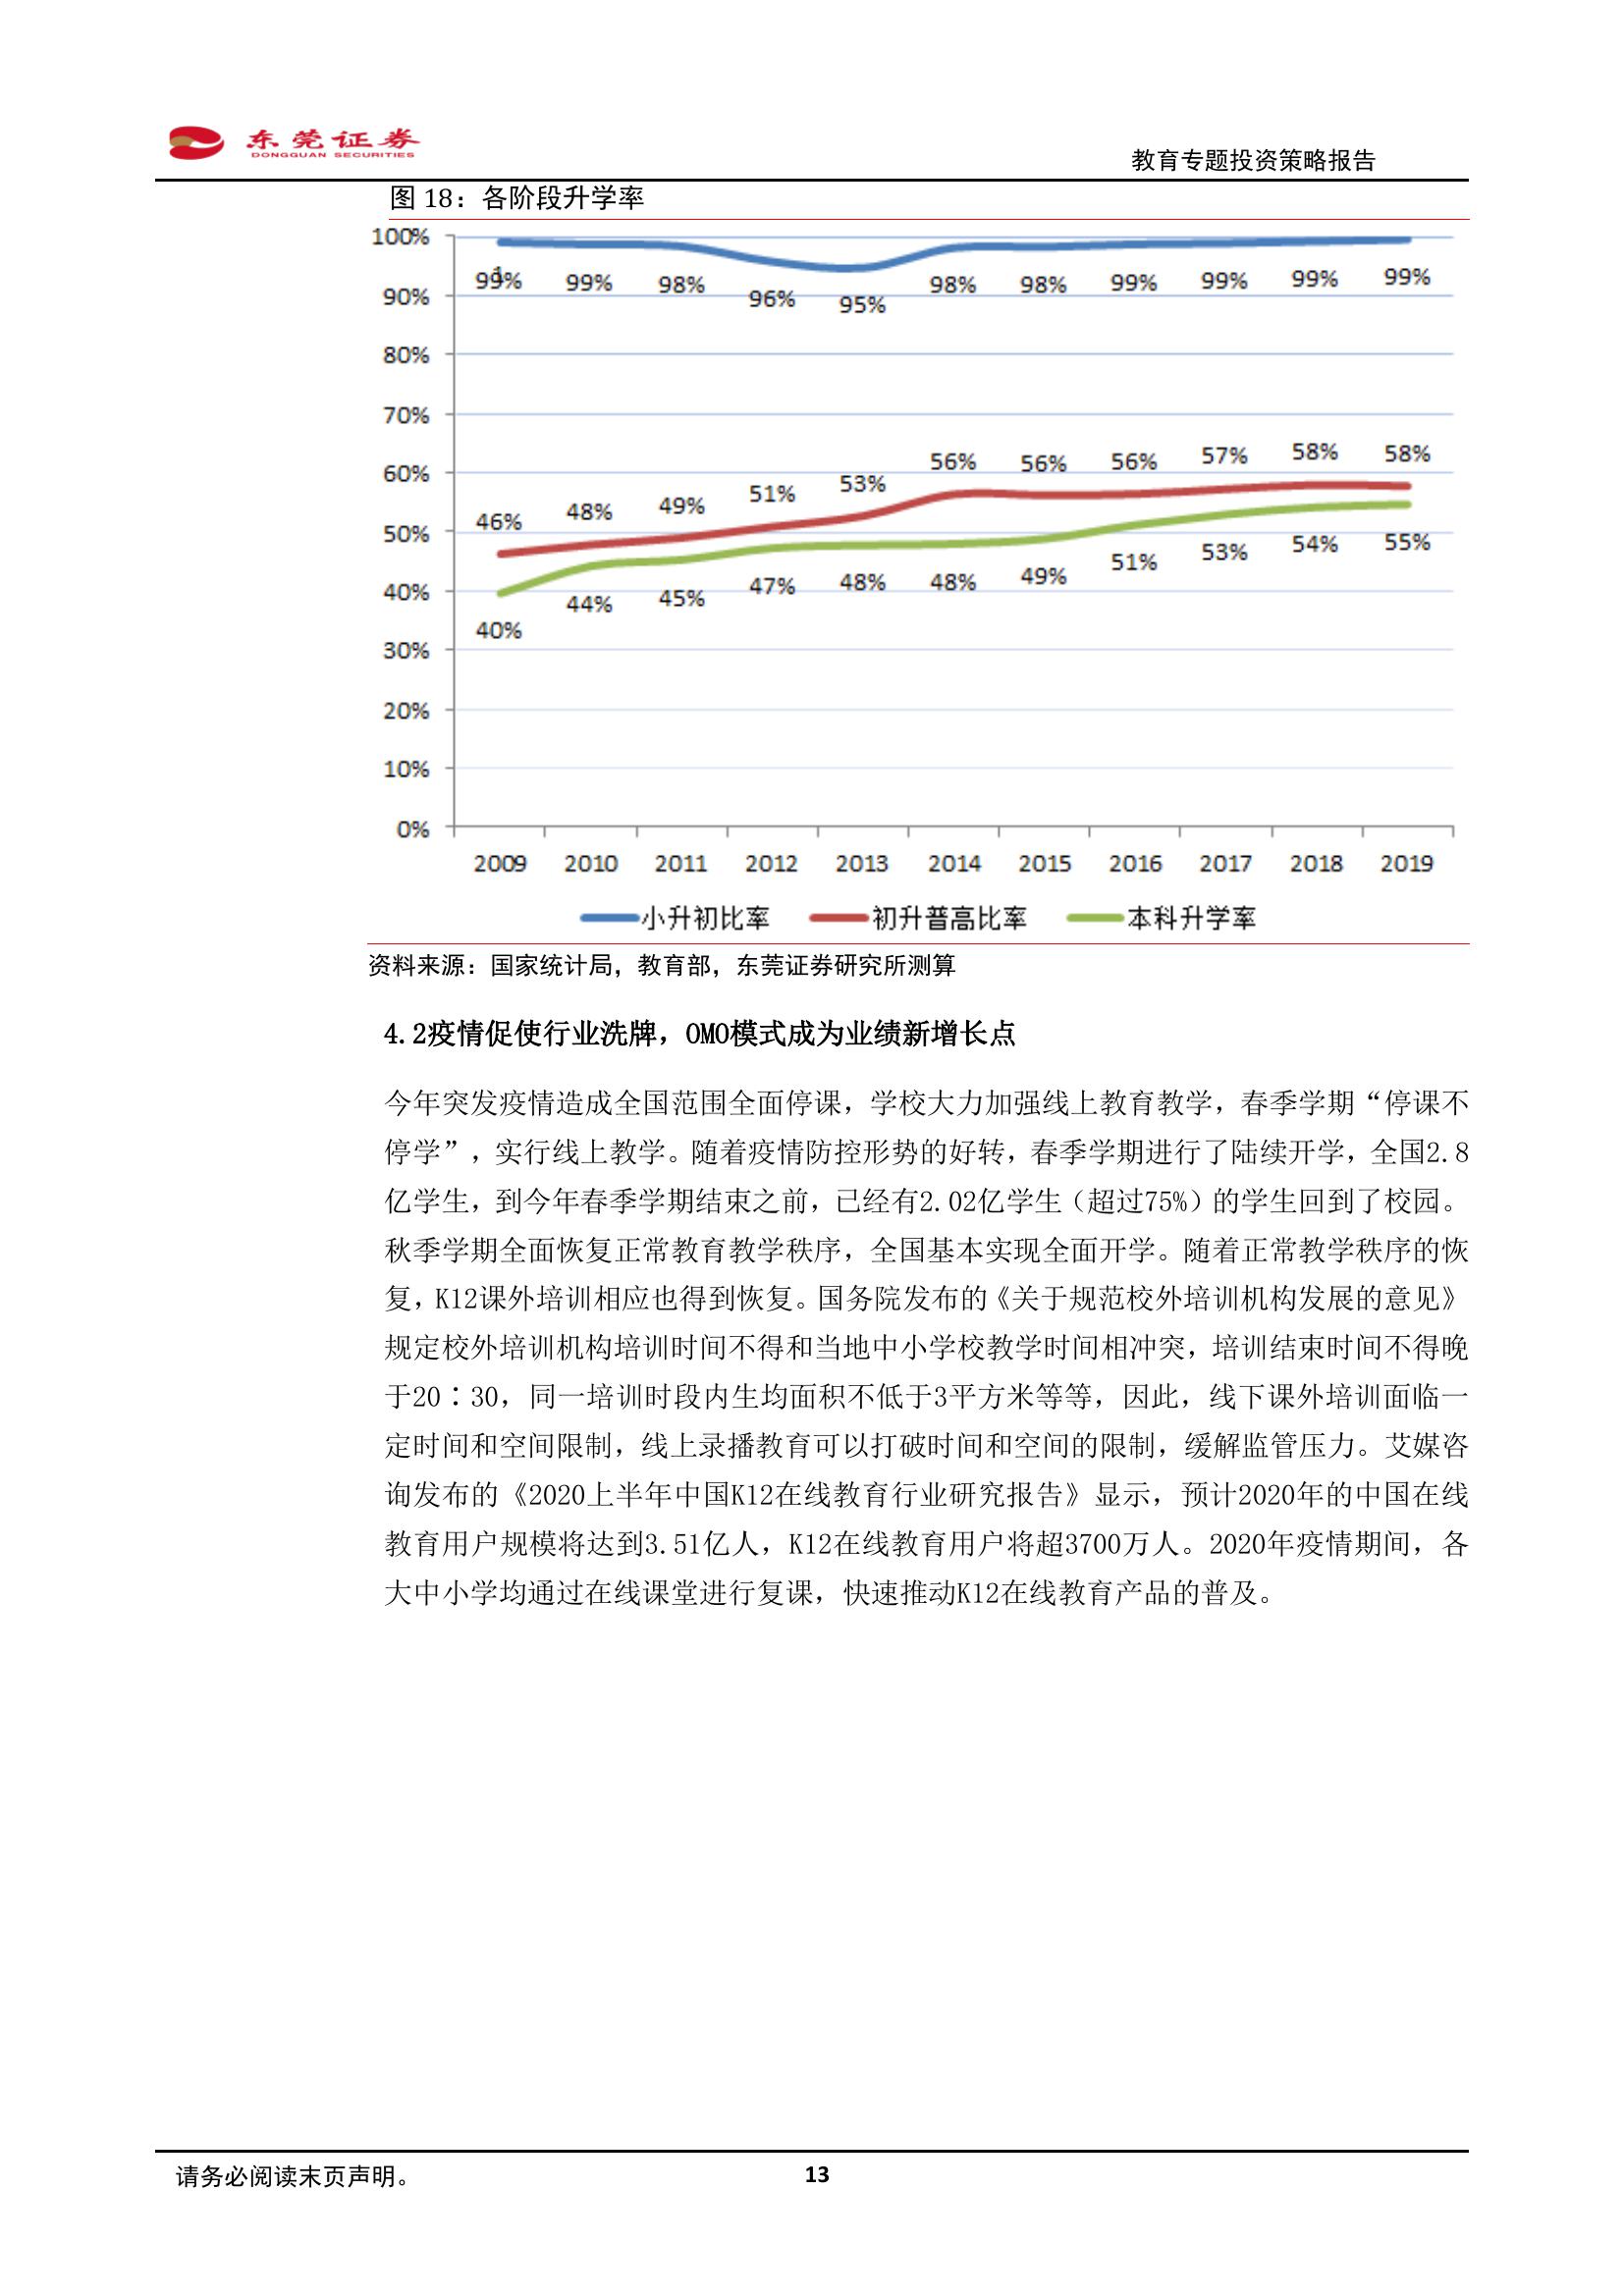 东莞证券
DONGGUAN SECURITIES
教育专题投资策略报告
图 18：各阶段升学率
100%
90%
80%
70%
60%
50%
40%
30%
20%
10%
0%
99% 99% 98% 96% 95% 98% 98% 99% 99% 99% 99%
1
46% 48% 49% 51% 53% 56% 56% 56% 57% 58% 58%
40% 44% 45% 47% 48% 48% 49% 51% 53% 54% 55%
2009 2010 2011 2012 2013 2014 2015 2016 2017 2018 2019
小升初比率 初升普高比率 本科升学率
资料来源：国家统计局，教育部，东莞证券研究所测算
4.2疫情促使行业洗牌，OMO模式成为业绩新增长点
今年突发疫情造成全国范围全面停课，学校大力加强线上教育教学，春季学期“停课不
停学”，实行线上教学。随着疫情防控形势的好转，春季学期进行了陆续开学，全国2.8
亿学生，到今年春季学期结束之前，已经有2.02亿学生（超过75%）的学生回到了校园。
秋季学期全面恢复正常教育教学秩序，全国基本实现全面开学。随着正常教学秩序的恢
复，K12课外培训相应也得到恢复。国务院发布的《关于规范校外培训机构发展的意见》
规定校外培训机构培训时间不得和当地中小学校教学时间相冲突，培训结束时间不得晚
于20∶30，同一培训时段内生均面积不低于3平方米等等，因此，线下课外培训面临一
定时间和空间限制，线上录播教育可以打破时间和空间的限制，缓解监管压力。艾媒咨
询发布的《2020上半年中国K12在线教育行业研究报告》显示，预计2020年的中国在线
教育用户规模将达到3.51亿人，K12在线教育用户将超3700万人。2020年疫情期间，各
大中小学均通过在线课堂进行复课，快速推动K12在线教育产品的普及。
请务必阅读末页声明。
13